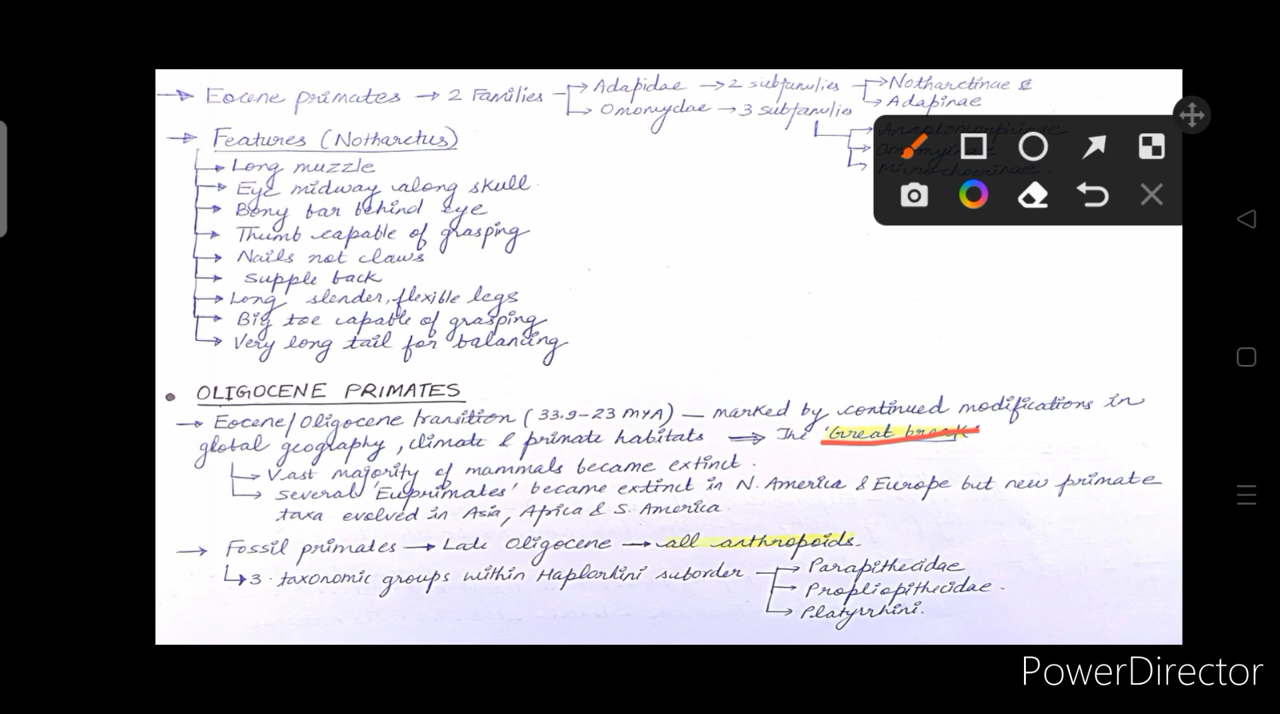 → Eocene primates → 2 Families → Adapidae → 2 subfamilies → Notharctinae &
→ Adapinae
→ Omomydae → 3 subfamilies
→ Features (Notharctus)
→ Long muzzle
→ Eye midway along skull.
→ Bony bar behind eye
→ Thumb capable of grasping
→ Nails not claws
→ Supple back
→ Long slender, flexible legs
→ Big toe capable of grasping
→ Very long tail for balancing
• OLIGOCENE PRIMATES
→ Eocene/Oligocene transition (33.9-23 MYA) — marked by continued modifications in
global geography, climate & primate habitats ⇒ The 'Great break'
→ Vast majority of mammals became extinct.
→ Several 'Euprimates' became extinct in N. America & Europe but new primate
taxa evolved in Asia, Africa & S. America.
→ Fossil primates → Late Oligocene → all anthropoids.
↳ 3 taxonomic groups within Haplorhini suborder → Parapithecidae
→ Propliopithecidae.
→ Platyrrhini.
PowerDirector